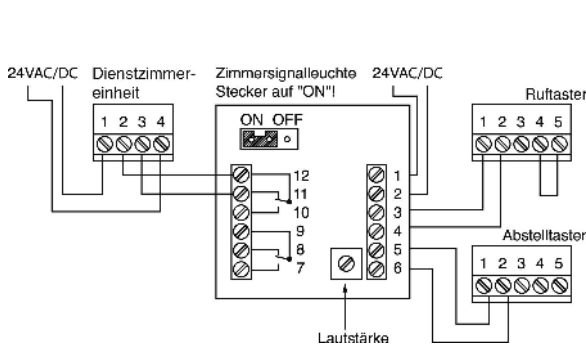 24VAC/DC Dienstzimmer- Zimmersignalleuchte 24VAC/DC
einheit Stecker auf "ON"!
Ruftaster
ON OFF
1 2 3 4
1 2 3 4 5
12
11
10
9
8
7
1
2
3
4
5
6
Abstelltaster
1 2 3 4 5
Lautstärke